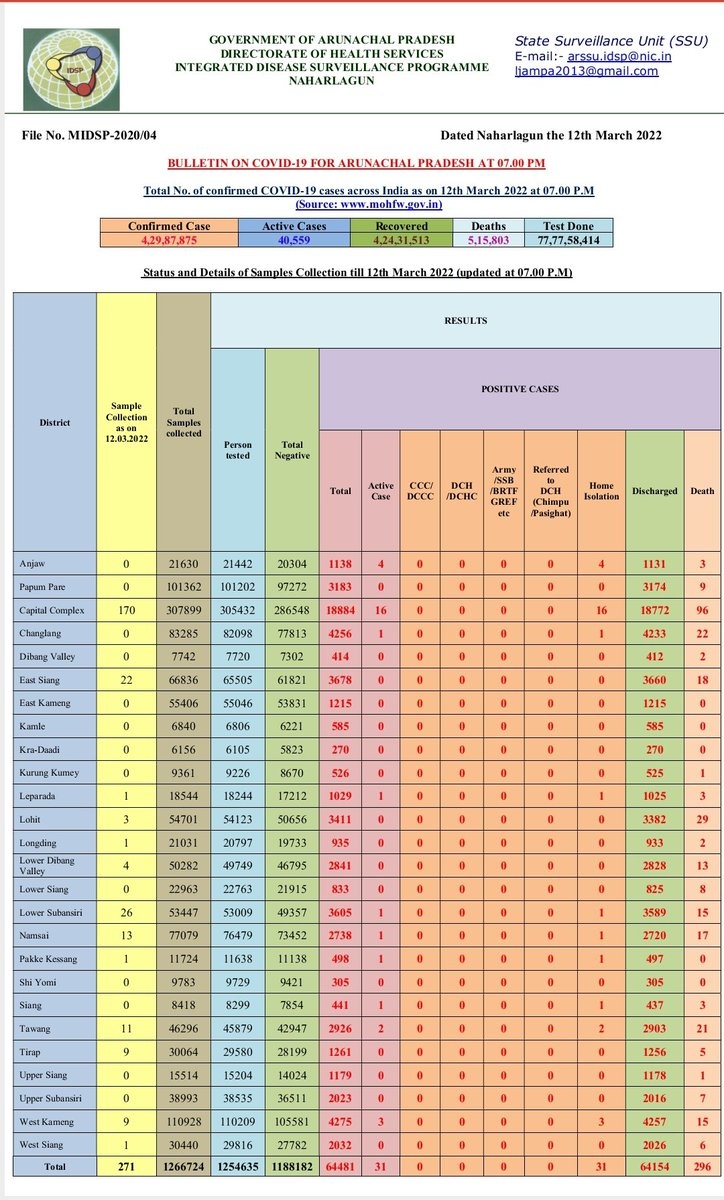 IDSP
GOVERNMENT OF ARUNACHAL PRADESH
DIRECTORATE OF HEALTH SERVICES
INTEGRATED DISEASE SURVEILLANCE PROGRAMME
NAHARLAGUN
State Surveillance Unit (SSU)
E-mail:- arssu.idsp@nic.in
ljampa2013@gmail.com
File No. MIDSP-2020/04 Dated Naharlagun the 12th March 2022
BULLETIN ON COVID-19 FOR ARUNACHAL PRADESH AT 07.00 PM
Total No. of confirmed COVID-19 cases across India as on 12th March 2022 at 07.00 P.M
(Source: www.mohfw.gov.in)
Confirmed Case Active Cases Recovered Deaths Test Done
4,29,87,875 40,559 4,24,31,513 5,15,803 77,77,58,414
Status and Details of Samples Collection till 12th March 2022 (updated at 07.00 P.M)
District
Sample
Collection
as on
12.03.2022
Total
Samples
collected
RESULTS
Person
tested
Total
Negative
POSITIVE CASES
Total
Active
Case
CCC/
DCCC
DCH
/DCHC
Army
/SSB
/BRTF
GREF
etc
Referred
to
DCH
(Chimpu
/Pasighat)
Home
Isolation
Discharged
Death
Anjaw 0 21630 21442 20304 1138 4 0 0 0 0 4 1131 3
Papum Pare 0 101362 101202 97272 3183 0 0 0 0 0 0 3174 9
Capital Complex 170 307899 305432 286548 18884 16 0 0 0 0 16 18772 96
Changlang 0 83285 82098 77813 4256 1 0 0 0 0 1 4233 22
Dibang Valley 0 7742 7720 7302 414 0 0 0 0 0 0 412 2
East Siang 22 66836 65505 61821 3678 0 0 0 0 0 0 3660 18
East Kameng 0 55406 55046 53831 1215 0 0 0 0 0 0 1215 0
Kamle 0 6840 6806 6221 585 0 0 0 0 0 0 585 0
Kra-Daadi 0 6156 6105 5823 270 0 0 0 0 0 0 270 0
Kurung Kumey 0 9361 9226 8670 526 0 0 0 0 0 0 525 1
Leparada 1 18544 18244 17212 1029 1 0 0 0 0 1 1025 3
Lohit 3 54701 54123 50656 3411 0 0 0 0 0 0 3382 29
Longding 1 21031 20797 19733 935 0 0 0 0 0 0 933 2
Lower Dibang
Valley 4 50282 49749 46795 2841 0 0 0 0 0 0 2828 13
Lower Siang 0 22963 22763 21915 833 0 0 0 0 0 0 825 8
Lower Subansiri 26 53447 53009 49357 3605 1 0 0 0 0 1 3589 15
Namsai 13 77079 76479 73452 2738 1 0 0 0 0 1 2720 17
Pakke Kessang 1 11724 11638 11138 498 1 0 0 0 0 1 497 0
Shi Yomi 0 9783 9729 9421 305 0 0 0 0 0 0 305 0
Siang 0 8418 8299 7854 441 1 0 0 0 0 1 437 3
Tawang 11 46296 45879 42947 2926 2 0 0 0 0 2 2903 21
Tirap 9 30064 29580 28199 1261 0 0 0 0 0 0 1256 5
Upper Siang 0 15514 15204 14024 1179 0 0 0 0 0 0 1178 1
Upper Subansiri 0 38993 38535 36511 2023 0 0 0 0 0 0 2016 7
West Kameng 9 110928 110209 105581 4275 3 0 0 0 0 3 4257 15
West Siang 1 30440 29816 27782 2032 0 0 0 0 0 0 2026 6
Total 271 1266724 1254635 1188182 64481 31 0 0 0 0 31 64154 296